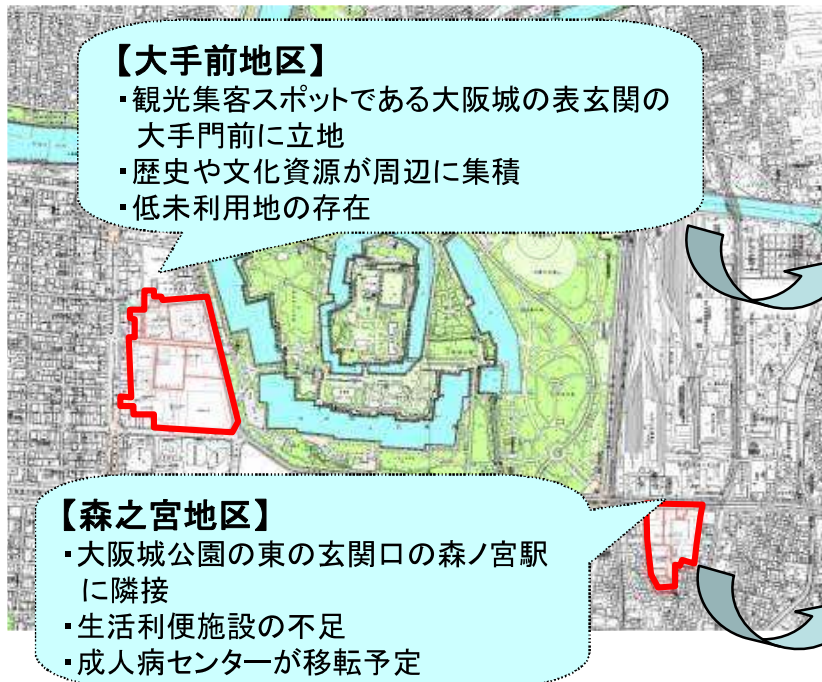 【大手前地区】
・観光集客スポットである大阪城の表玄関の
大手門前に立地
・歴史や文化資源が周辺に集積
・低未利用地の存在
【森之宮地区】
・大阪城公園の東の玄関口の森ノ宮駅
に隣接
・生活利便施設の不足
・成人病センターが移転予定